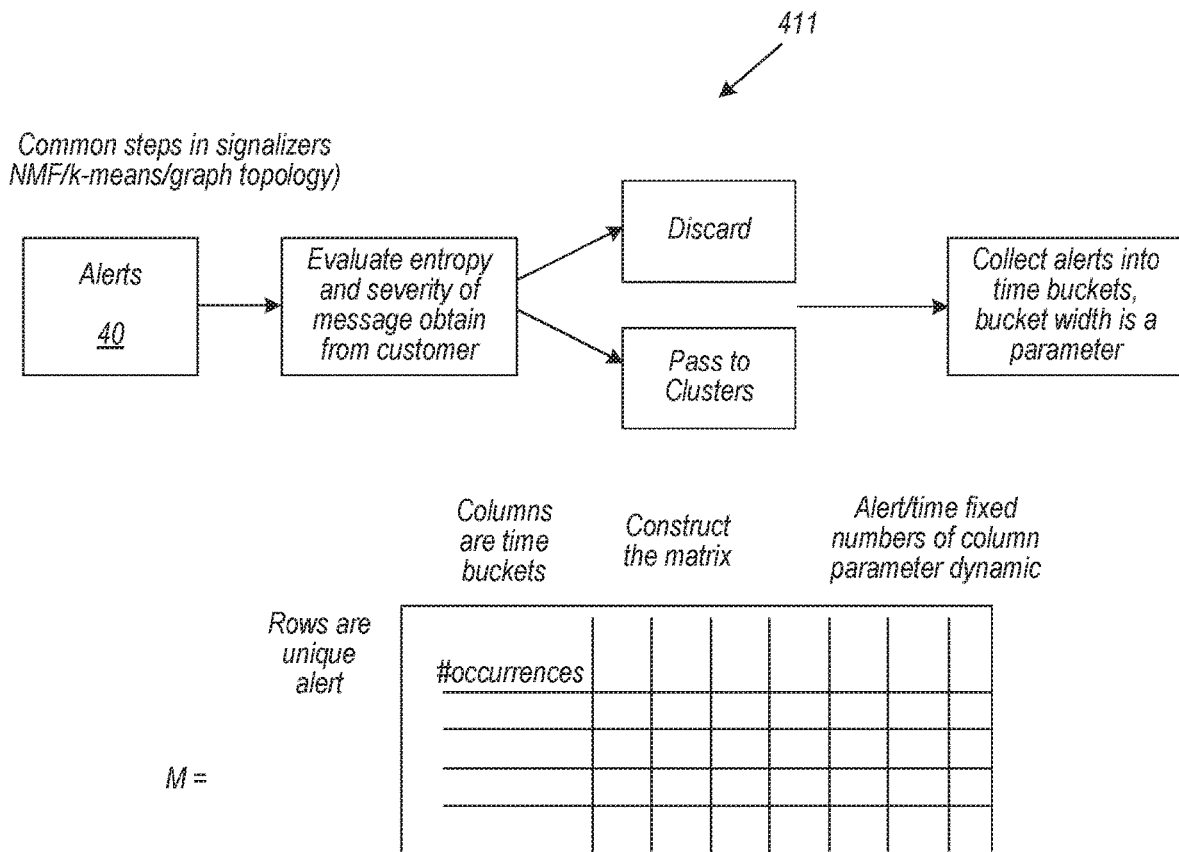 411
Common steps in signalizers
NMF/k-means/graph topology)
Alerts
40
Evaluate entropy
and severity of
message obtain
from customer
Discard
Pass to
Clusters
Collect alerts into
time buckets,
bucket width is a
parameter
Columns
are time
buckets
Construct
the matrix
Alert/time fixed
numbers of column
parameter dynamic
Rows are
unique
alert
#occurrences
M =